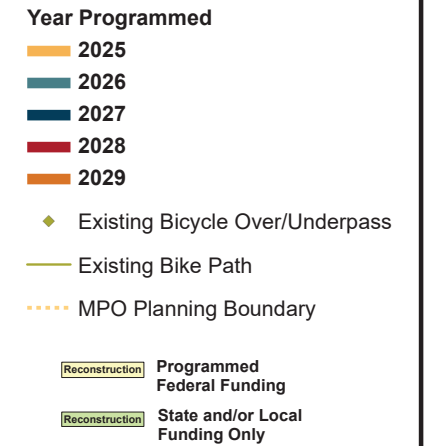 Year Programmed
2025
2026
2027
2028
2029
Existing Bicycle Over/Underpass
Existing Bike Path
MPO Planning Boundary
Reconstruction Programmed
Federal Funding
Reconstruction State and/or Local
Funding Only